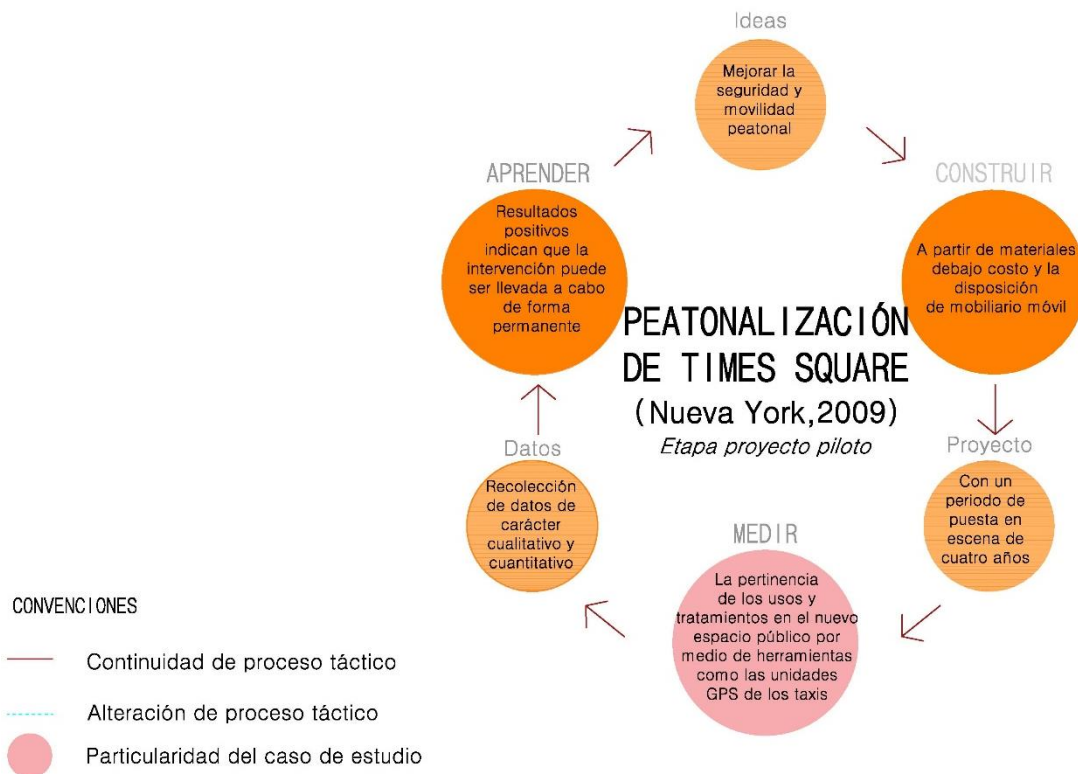 Ideas
Mejorar la
seguridad y
movilidad
peatonal
CONSTRUIR
A partir de materiales
debajo costo y la
disposición
de mobiliario móvil
Proyecto
Con un
periodo de
puesta en
escena de
cuatro años
MEDIR
La pertinencia
de los usos y
tratamientos en el nuevo
espacio público por
medio de herramientas
como las unidades
GPS de los taxis
Datos
Recolección
de datos de
carácter
cualitativo y
cuantitativo
APRENDER
Resultados
positivos
indican que la
intervención puede
ser llevada a cabo
de forma
permanente
PEATONALIZACIÓN
DE TIMES SQUARE
(Nueva York,2009)
Etapa proyecto piloto
CONVENCIONES
Continuidad de proceso táctico
Alteración de proceso táctico
Particularidad del caso de estudio